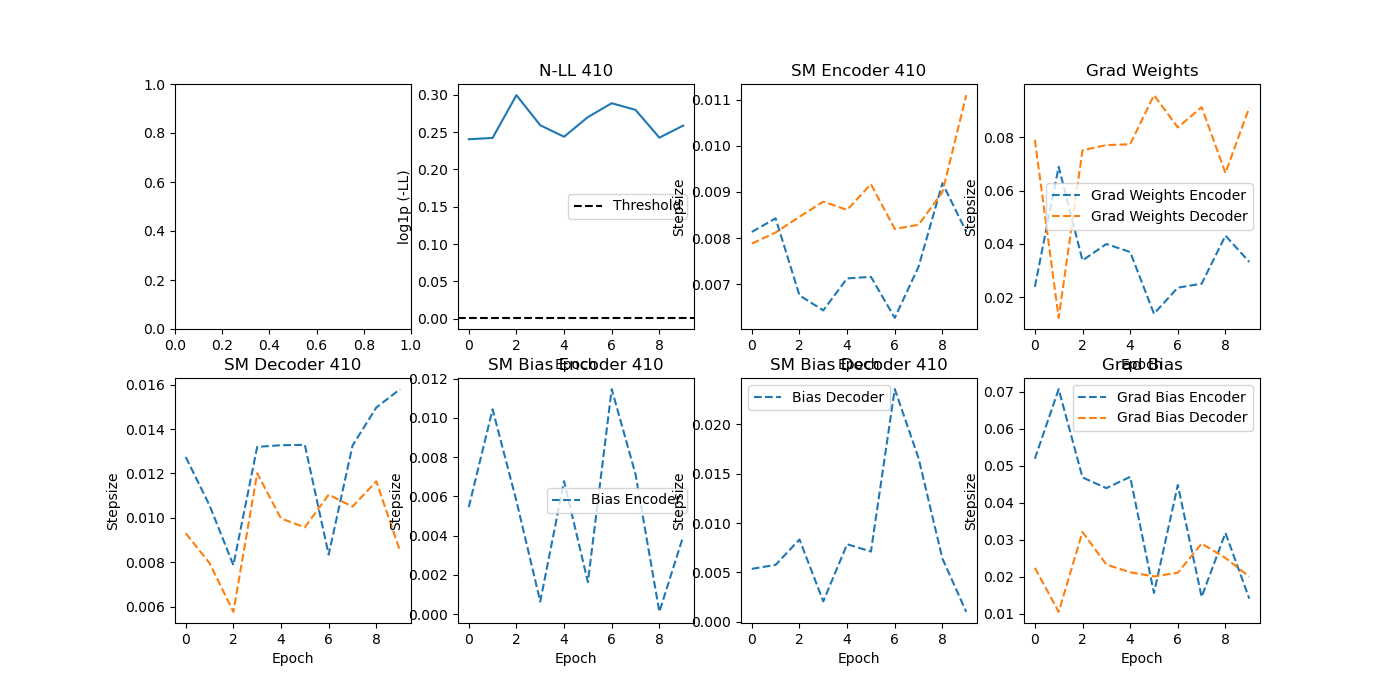 N-LL 410
SM Encoder 410
Grad Weights
1.0
0.8
0.6
0.4
0.2
0.0
0.0 0.2 0.4 0.6 0.8 1.0
log1p (-LL)
0.30
0.25
0.20
0.15
0.10
0.05
0.00
Threshold
0 2 4 6 8
Epoch
Stepsize
0.011
0.010
0.009
0.008
0.007
0 2 4 6 8
Epoch
Stepsize
0.08
0.06
0.04
0.02
Grad Weights Encoder
Grad Weights Decoder
0 2 4 6 8
Epoch
SM Decoder 410
SM Bias Encoder 410
SM Bias Decoder 410
Grad Bias
Stepsize
0.016
0.014
0.012
0.010
0.008
0.006
0 2 4 6 8
Epoch
Stepsize
0.012
0.010
0.008
0.006
0.004
0.002
0.000
Bias Encoder
0 2 4 6 8
Epoch
Stepsize
0.020
0.015
0.010
0.005
0.000
Bias Decoder
0 2 4 6 8
Epoch
Stepsize
0.07
0.06
0.05
0.04
0.03
0.02
0.01
Grad Bias Encoder
Grad Bias Decoder
0 2 4 6 8
Epoch